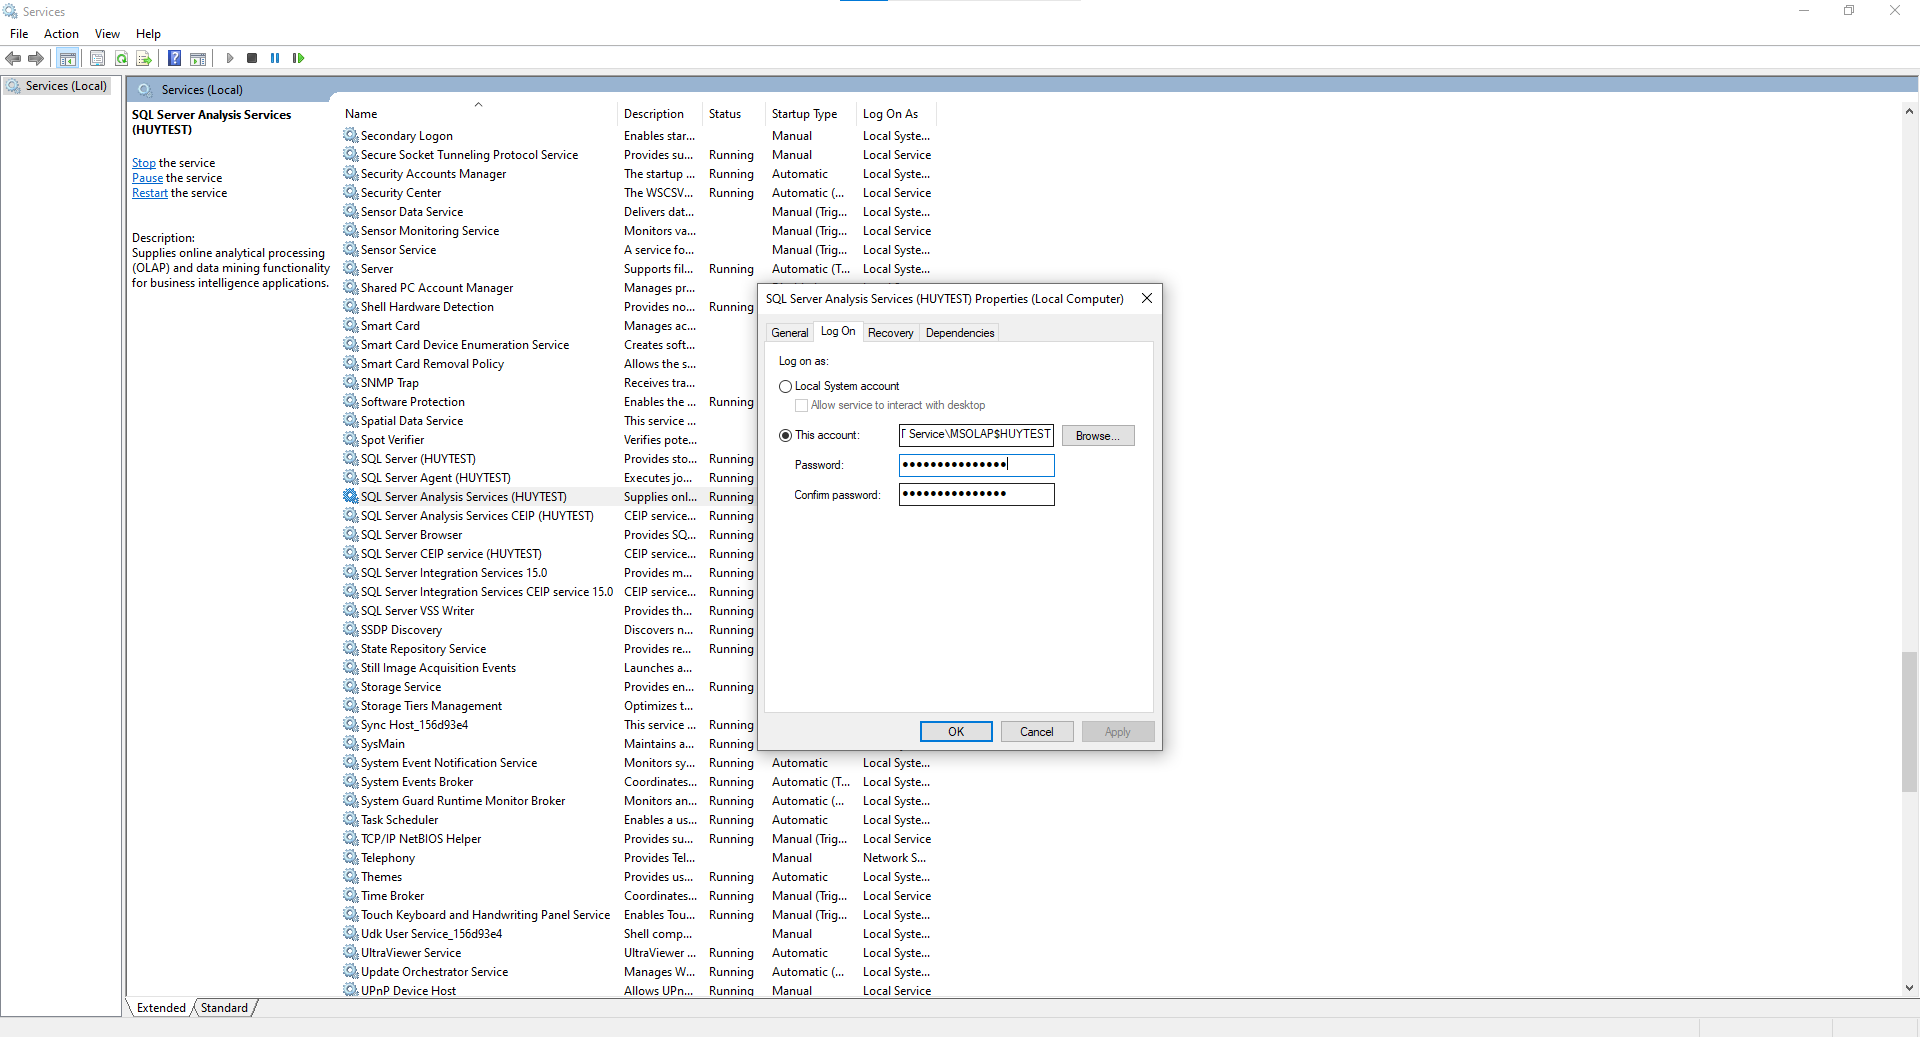 Services
File Action View Help
Services (Local)
Services (Local)
SQL Server Analysis Services
(HUYTEST)
Stop the service
Pause the service
Restart the service
Description:
Supplies online analytical processing
(OLAP) and data mining functionality
for business intelligence applications.
Name Description Status Startup Type Log On As
Secondary Logon Enables star... Manual Local Syste...
Secure Socket Tunneling Protocol Service Provides su... Running Manual Local Service
Security Accounts Manager The startup ... Running Automatic Local Syste...
Security Center The WSCSV... Running Automatic (... Local Service
Sensor Data Service Delivers dat... Manual (Trig... Local Syste...
Sensor Monitoring Service Monitors va... Manual (Trig... Local Service
Sensor Service A service fo... Manual (Trig... Local Syste...
Server Supports fil... Running Automatic (T... Local Syste...
Shared PC Account Manager Manages pr...
Shell Hardware Detection Provides no... Running
Smart Card Manages ac...
Smart Card Device Enumeration Service Creates soft...
Smart Card Removal Policy Allows the s...
SNMP Trap Receives tra...
Software Protection Enables the ... Running
Spatial Data Service This service ...
Spot Verifier Verifies pote...
SQL Server (HUYTEST) Provides sto... Running
SQL Server Agent (HUYTEST) Executes jo... Running
SQL Server Analysis Services (HUYTEST) Supplies onl... Running
SQL Server Analysis Services CEIP (HUYTEST) CEIP service... Running
SQL Server Browser Provides SQ... Running
SQL Server CEIP service (HUYTEST) CEIP service... Running
SQL Server Integration Services 15.0 Provides m... Running
SQL Server Integration Services CEIP service 15.0 CEIP service... Running
SQL Server VSS Writer Provides th... Running
SSDP Discovery Discovers n... Running
State Repository Service Provides re... Running
Still Image Acquisition Events Launches a...
Storage Service Provides en... Running
Storage Tiers Management Optimizes t...
Sync Host_156d93e4 This service ... Running
SysMain Maintains a... Running
System Event Notification Service Monitors sy... Running Automatic Local Syste...
System Events Broker Coordinates... Running Automatic (T... Local Syste...
System Guard Runtime Monitor Broker Monitors an... Running Automatic (... Local Syste...
Task Scheduler Enables a us... Running Automatic Local Syste...
TCP/IP NetBIOS Helper Provides su... Running Manual (Trig... Local Service
Telephony Provides Tel... Manual Network S...
Themes Provides us... Running Automatic Local Syste...
Time Broker Coordinates... Running Manual (Trig... Local Service
Touch Keyboard and Handwriting Panel Service Enables Tou... Running Manual (Trig... Local Syste...
Udk User Service_156d93e4 Shell comp... Manual Local Syste...
UltraViewer Service UltraViewer ... Running Automatic Local Syste...
Update Orchestrator Service Manages W... Running Automatic (... Local Syste...
UPnP Device Host Allows UPn... Running Manual Local Service
SQL Server Analysis Services (HUYTEST) Properties (Local Computer)
General Log On Recovery Dependencies
Log on as:
Local System account
Allow service to interact with desktop
This account: T Service\MSOLAP$HUYTEST Browse...
Password: ●●●●●●●●●●●●●●●
Confirm password: ●●●●●●●●●●●●●●●
OK Cancel Apply
Extended Standard